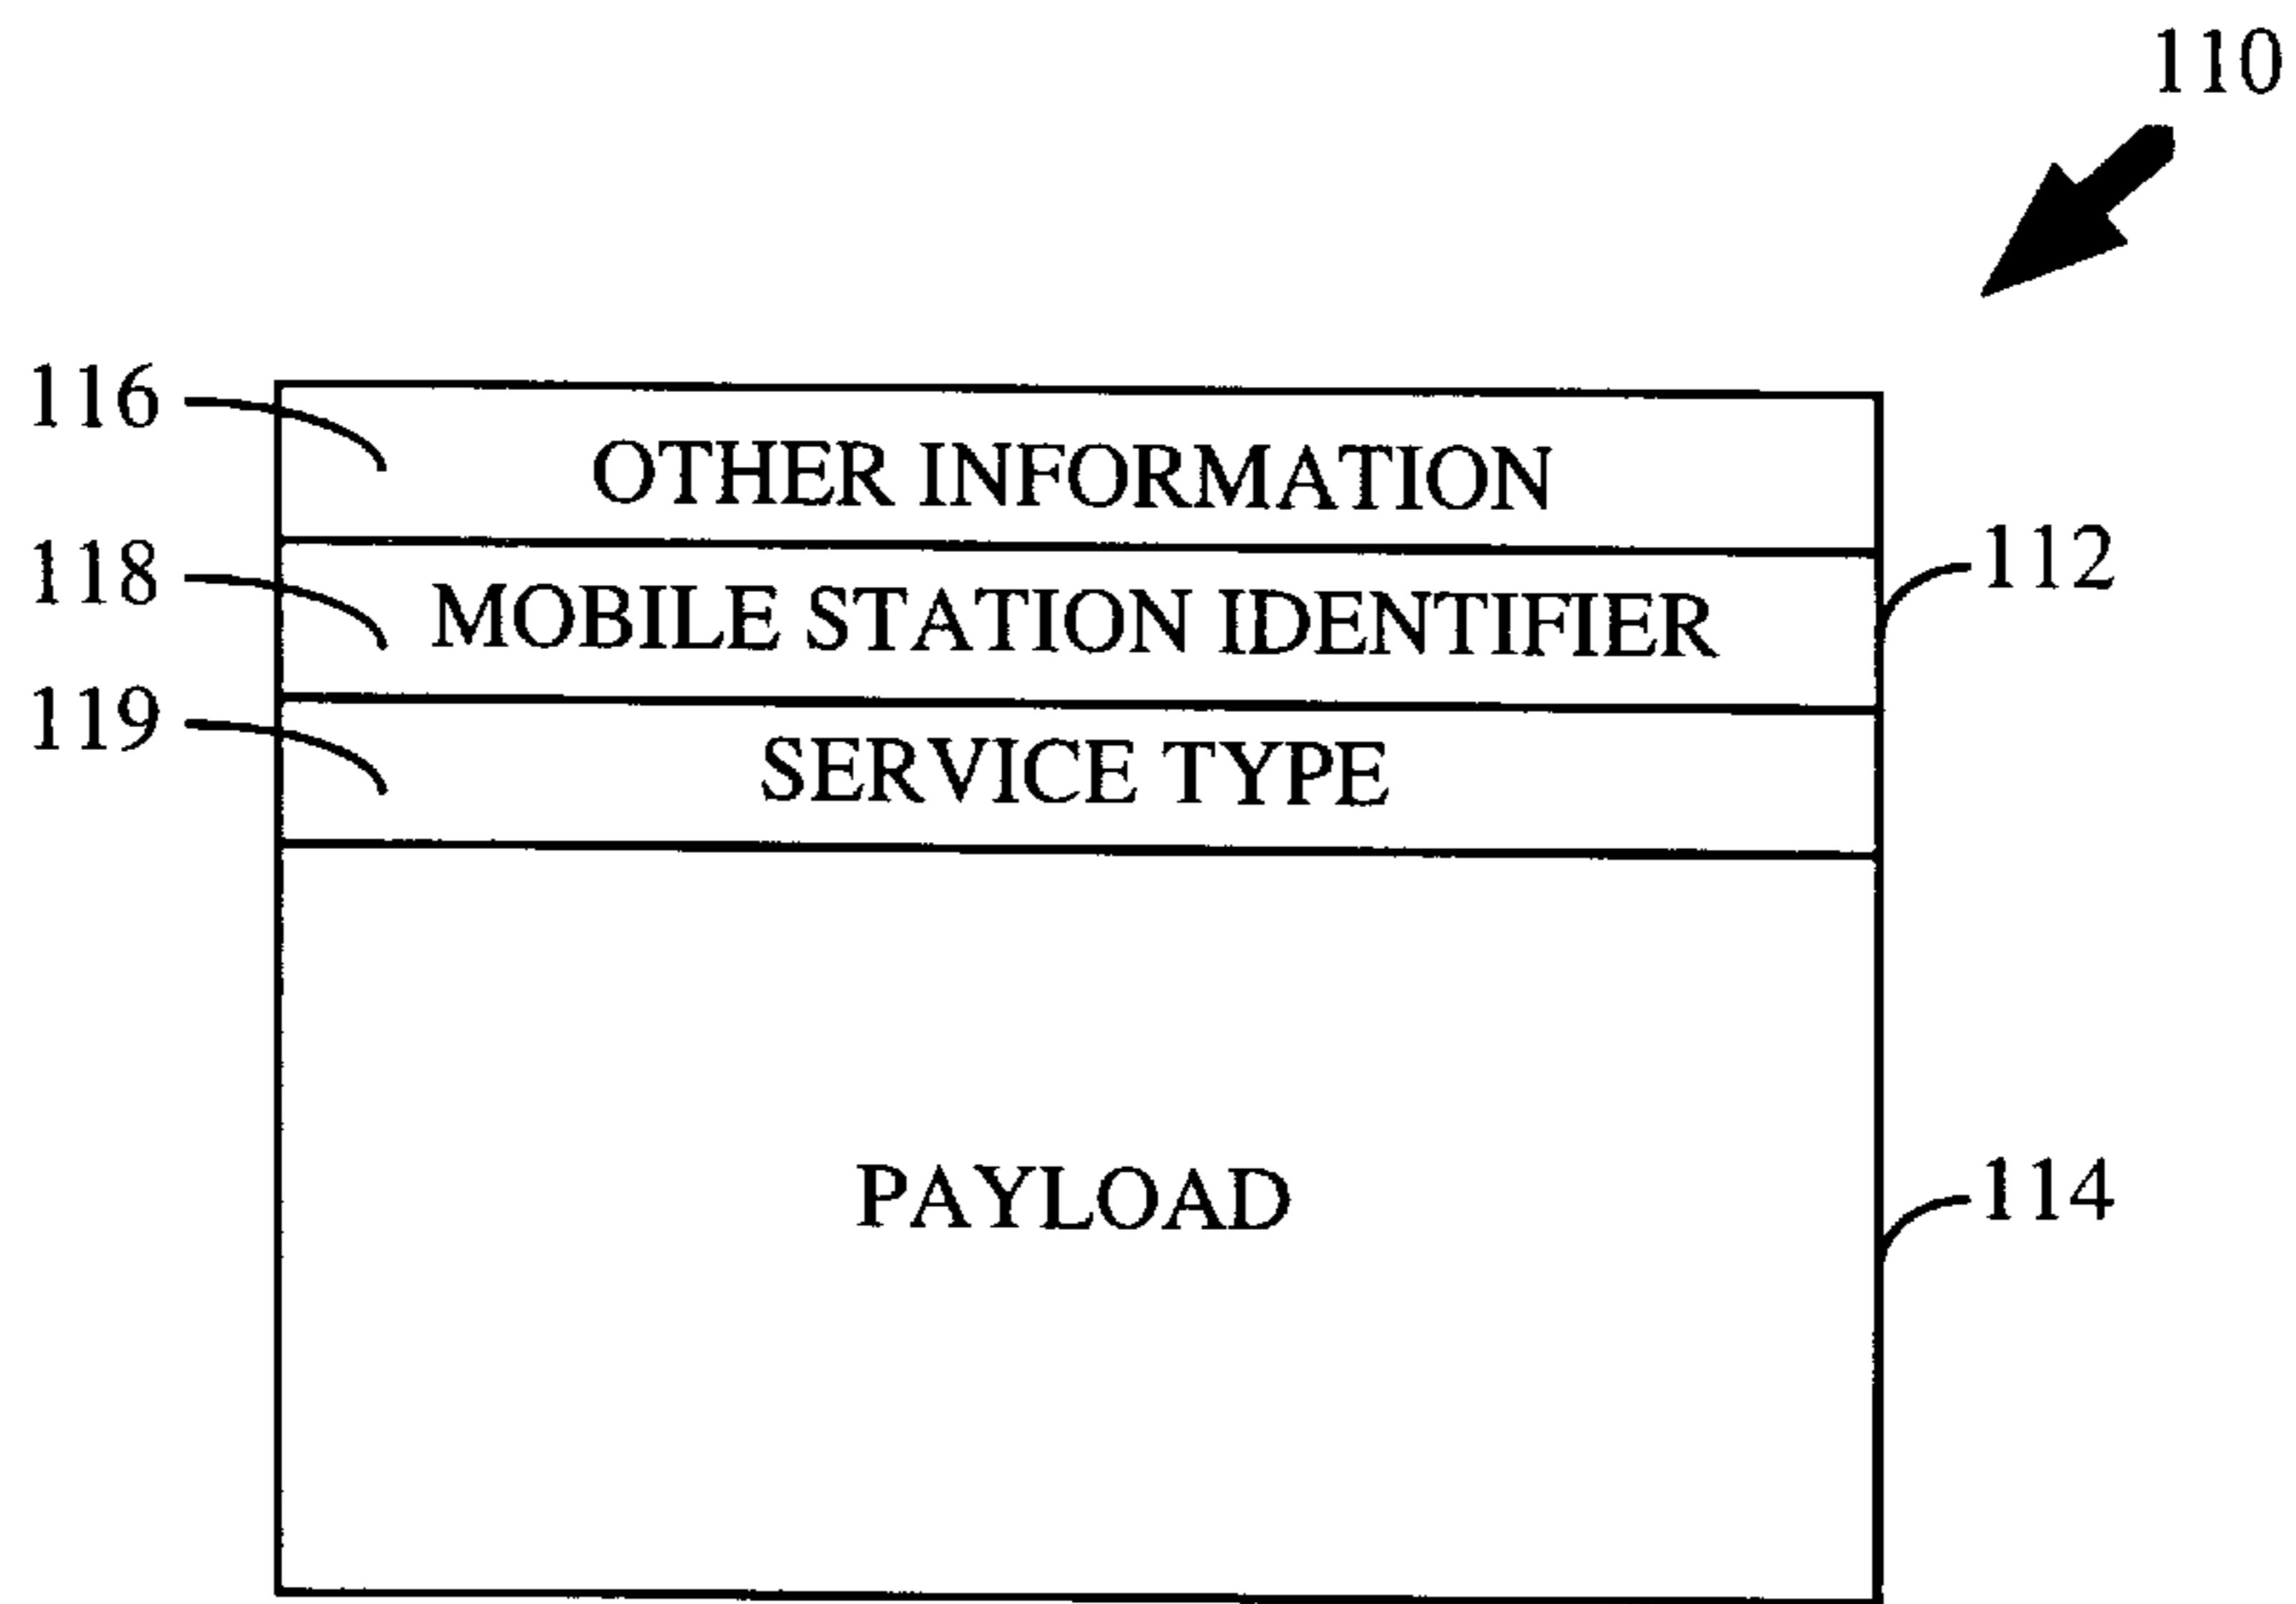 110
116
OTHER INFORMATION
118
MOBILE STATION IDENTIFIER
112
119
SERVICE TYPE
PAYLOAD
114